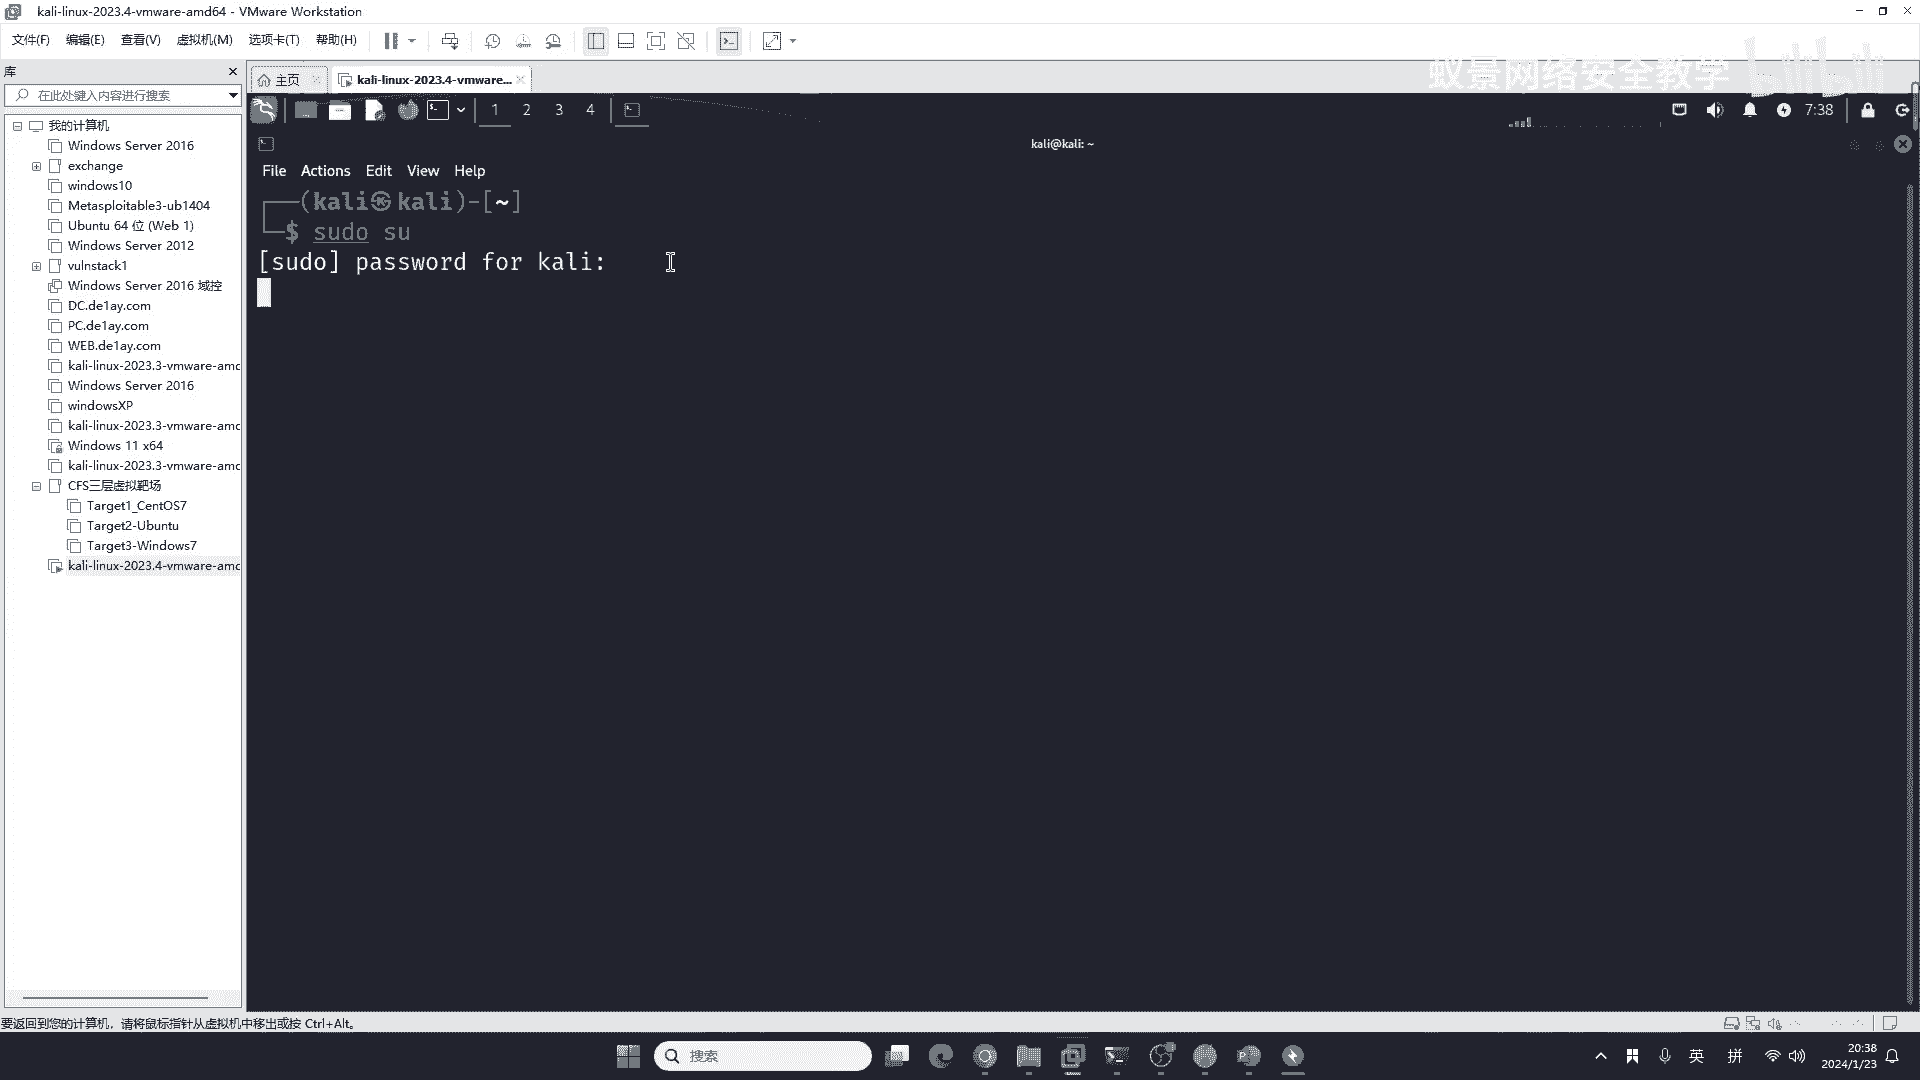 kali-linux-2023.4-vmware-amd64 - VMware Workstation
文件(F) 编辑(E) 查看(V) 虚拟机(M) 选项卡(T) 帮助(H)
库
主页
kali-linux-2023.4-vmware...
蚁景网络安全教学
bilibili
在此处键入内容进行搜索
1 2 3 4
7:38
我的计算机
Windows Server 2016
exchange
windows10
Metasploitable3-ub1404
Ubuntu 64 位 (Web 1)
Windows Server 2012
vulnstack1
Windows Server 2016 域控
DC.de1ay.com
PC.de1ay.com
WEB.de1ay.com
kali-linux-2023.3-vmware-amd
Windows Server 2016
windowsXP
kali-linux-2023.3-vmware-amd
Windows 11 x64
kali-linux-2023.3-vmware-amd
CFS三层虚拟靶场
Target1_CentOS7
Target2-Ubuntu
Target3-Windows7
kali-linux-2023.4-vmware-amd
kali@kali: ~
File Actions Edit View Help
(kali㉿kali)-[~]
$ sudo su
[sudo] password for kali:
要返回到您的计算机，请将鼠标指针从虚拟机中移出或按 Ctrl+Alt。
搜索
英
拼
20:38
2024/1/23